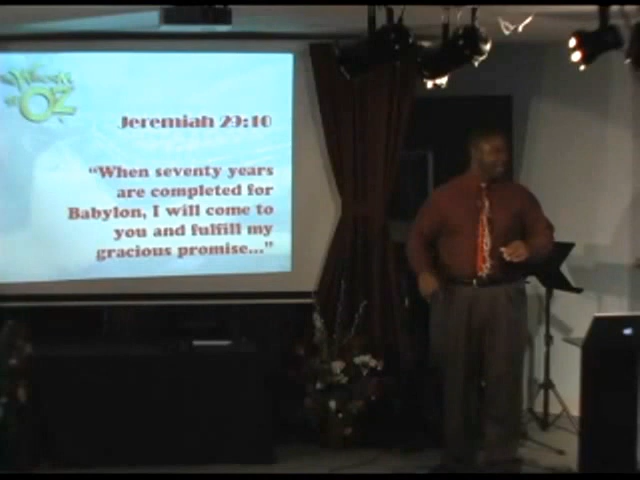 The Wizard
of OZ
Jeremiah 29:10
“When seventy years
are completed for
Babylon, I will come to
you and fulfill my
gracious promise...”